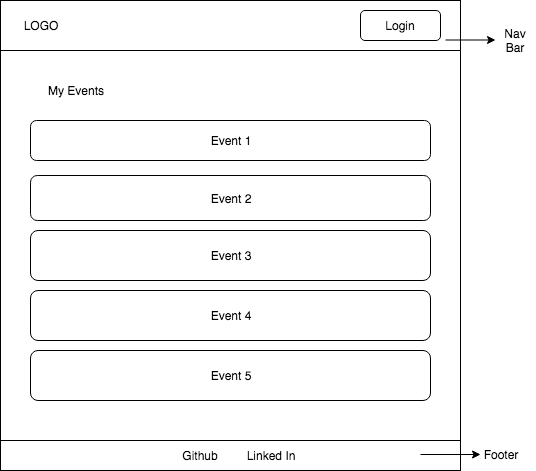 LOGO
Login
Nav
Bar
My Events
Event 1
Event 2
Event 3
Event 4
Event 5
Github
Linked In
Footer